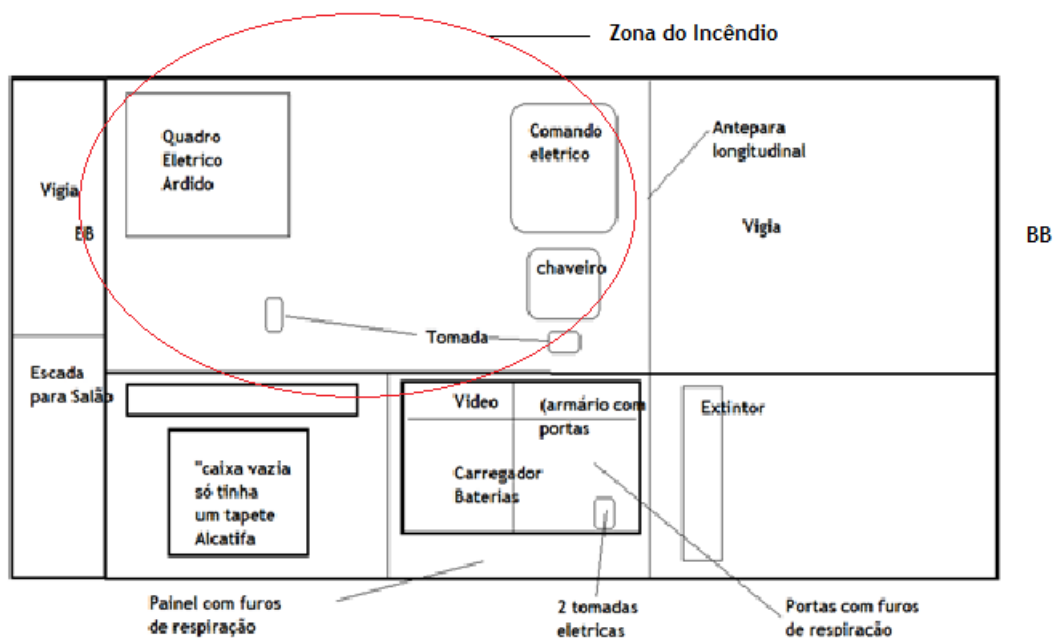 Zona do Incêndio
Quadro
Eletrico
Ardido
Comando
eletrico
Antepara
longitudinal
Vigia
BB
Vigia
BB
chaveiro
Tomada
Escada
para Salão
Video
(armário com
portas
Extintor
"caixa vazia
só tinha
um tapete
Alcatifa
Carregador
Baterias
Painel com furos
de respiração
2 tomadas
eletricas
Portas com furos
de respiração